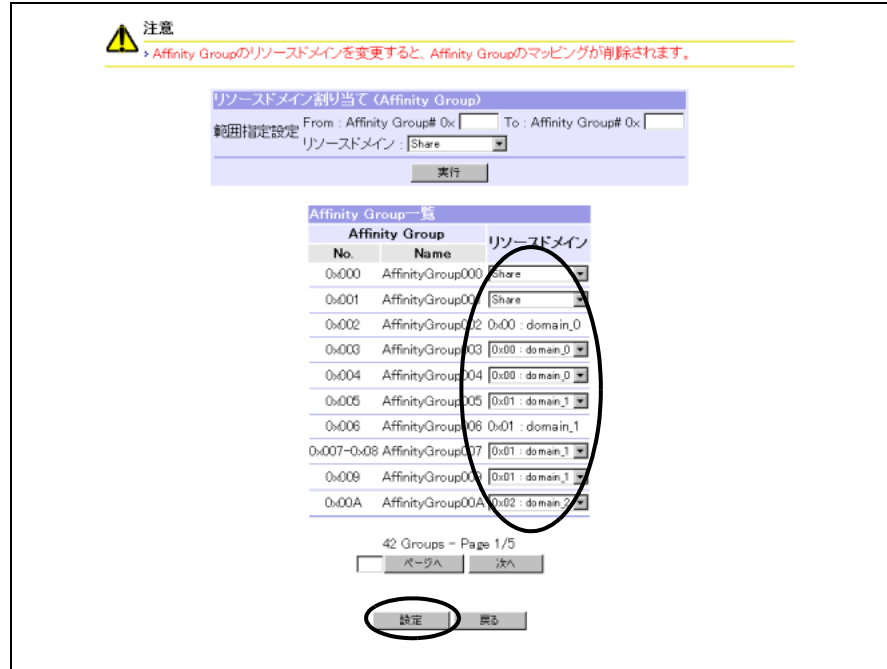 注意
Affinity Groupのリソースドメインを変更すると、Affinity Groupのマッピングが削除されます。
リソースドメイン割り当て (Affinity Group)
範囲指定設定 From : Affinity Group# 0x To : Affinity Group# 0x
リソースドメイン : Share
実行
Affinity Group一覧
Affinity Group リソースドメイン
No. Name
0x000 AffinityGroup000 Share
0x001 AffinityGroup001 Share
0x002 AffinityGroup002 0x00 : domain_0
0x003 AffinityGroup003 0x00 : domain_0
0x004 AffinityGroup004 0x00 : domain_0
0x005 AffinityGroup005 0x01 : domain_1
0x006 AffinityGroup006 0x01 : domain_1
0x007-0x08 AffinityGroup007 0x01 : domain_1
0x009 AffinityGroup009 0x01 : domain_1
0x00A AffinityGroup00A 0x02 : domain_2
42 Groups - Page 1/5
ページへ 次へ
設定 戻る